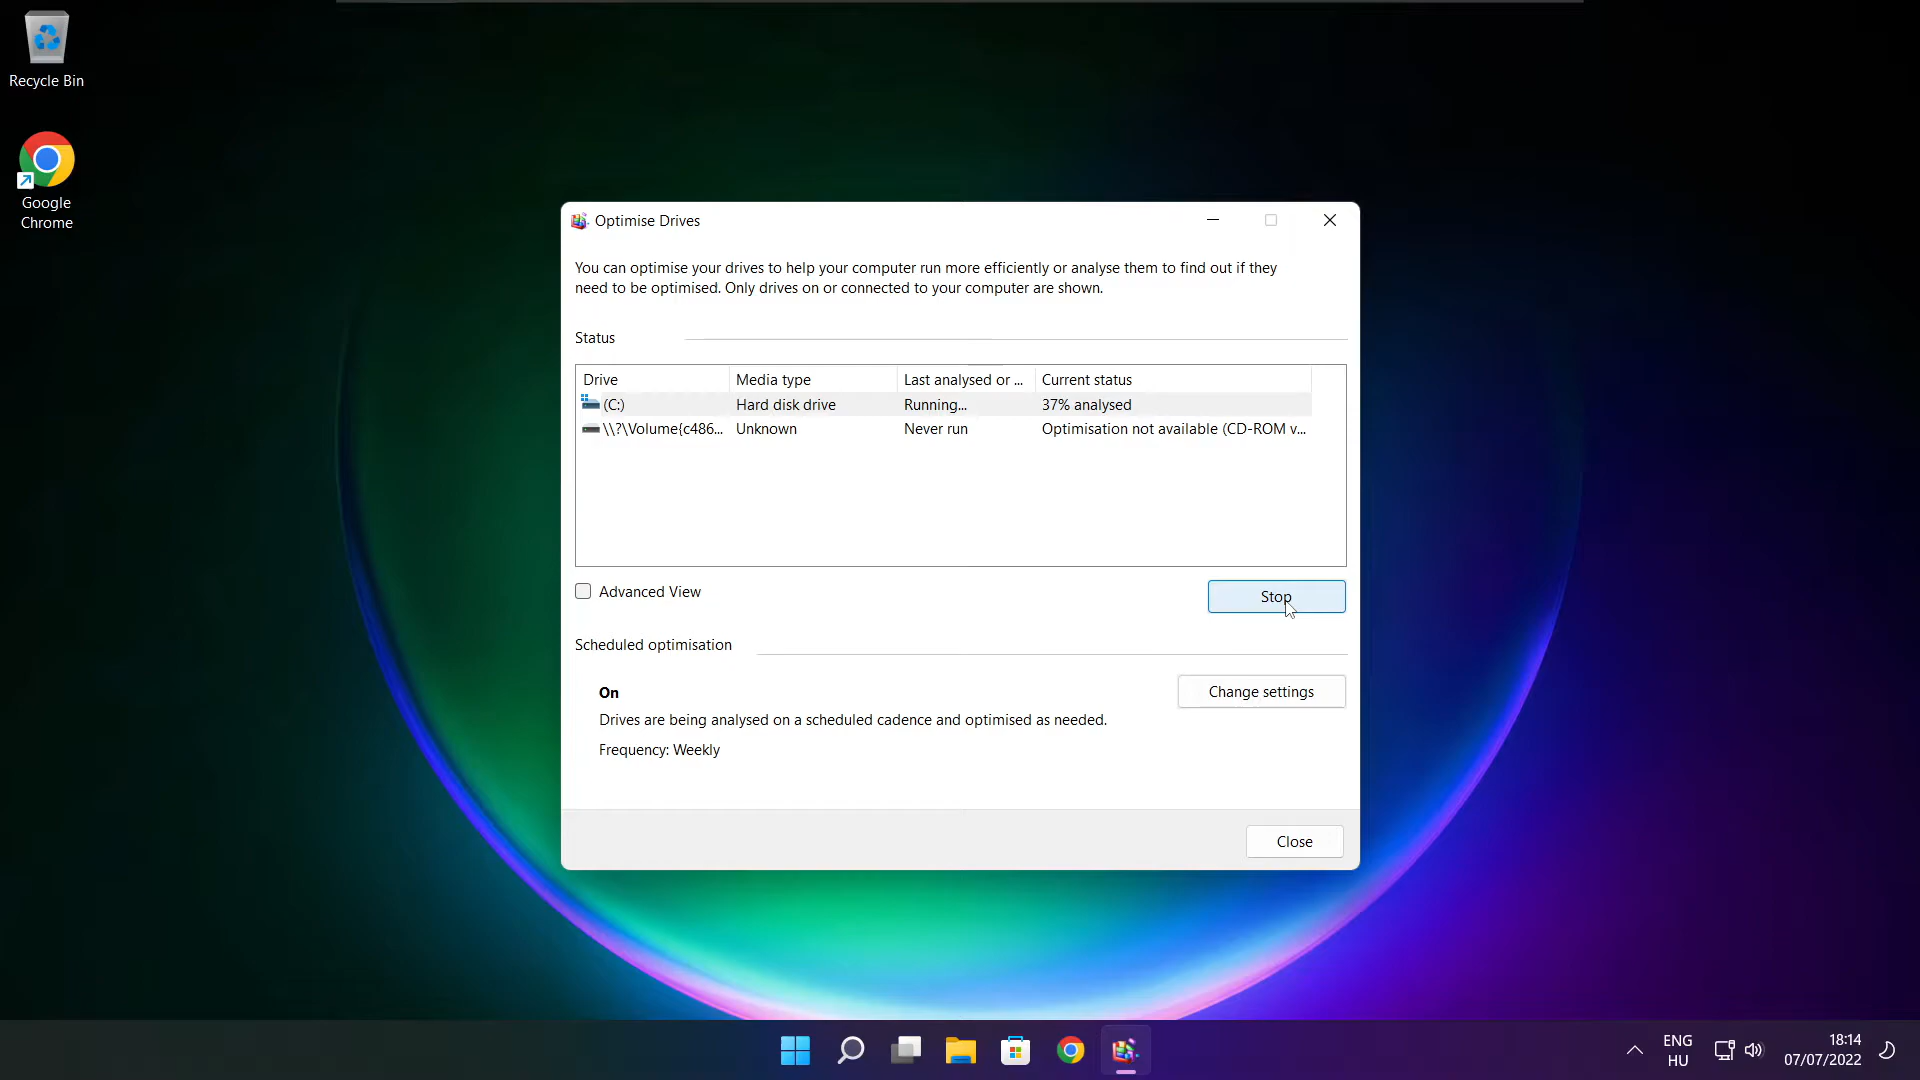 Recycle Bin
Google
Chrome
Optimise Drives
You can optimise your drives to help your computer run more efficiently or analyse them to find out if they
need to be optimised. Only drives on or connected to your computer are shown.
Status
Drive Media type Last analysed or ... Current status
(C:) Hard disk drive Running... 37% analysed
\\?\Volume{c486... Unknown Never run Optimisation not available (CD-ROM v...
Advanced View
Stop
Scheduled optimisation
On
Change settings
Drives are being analysed on a scheduled cadence and optimised as needed.
Frequency: Weekly
Close
ENG
HU
18:14
07/07/2022